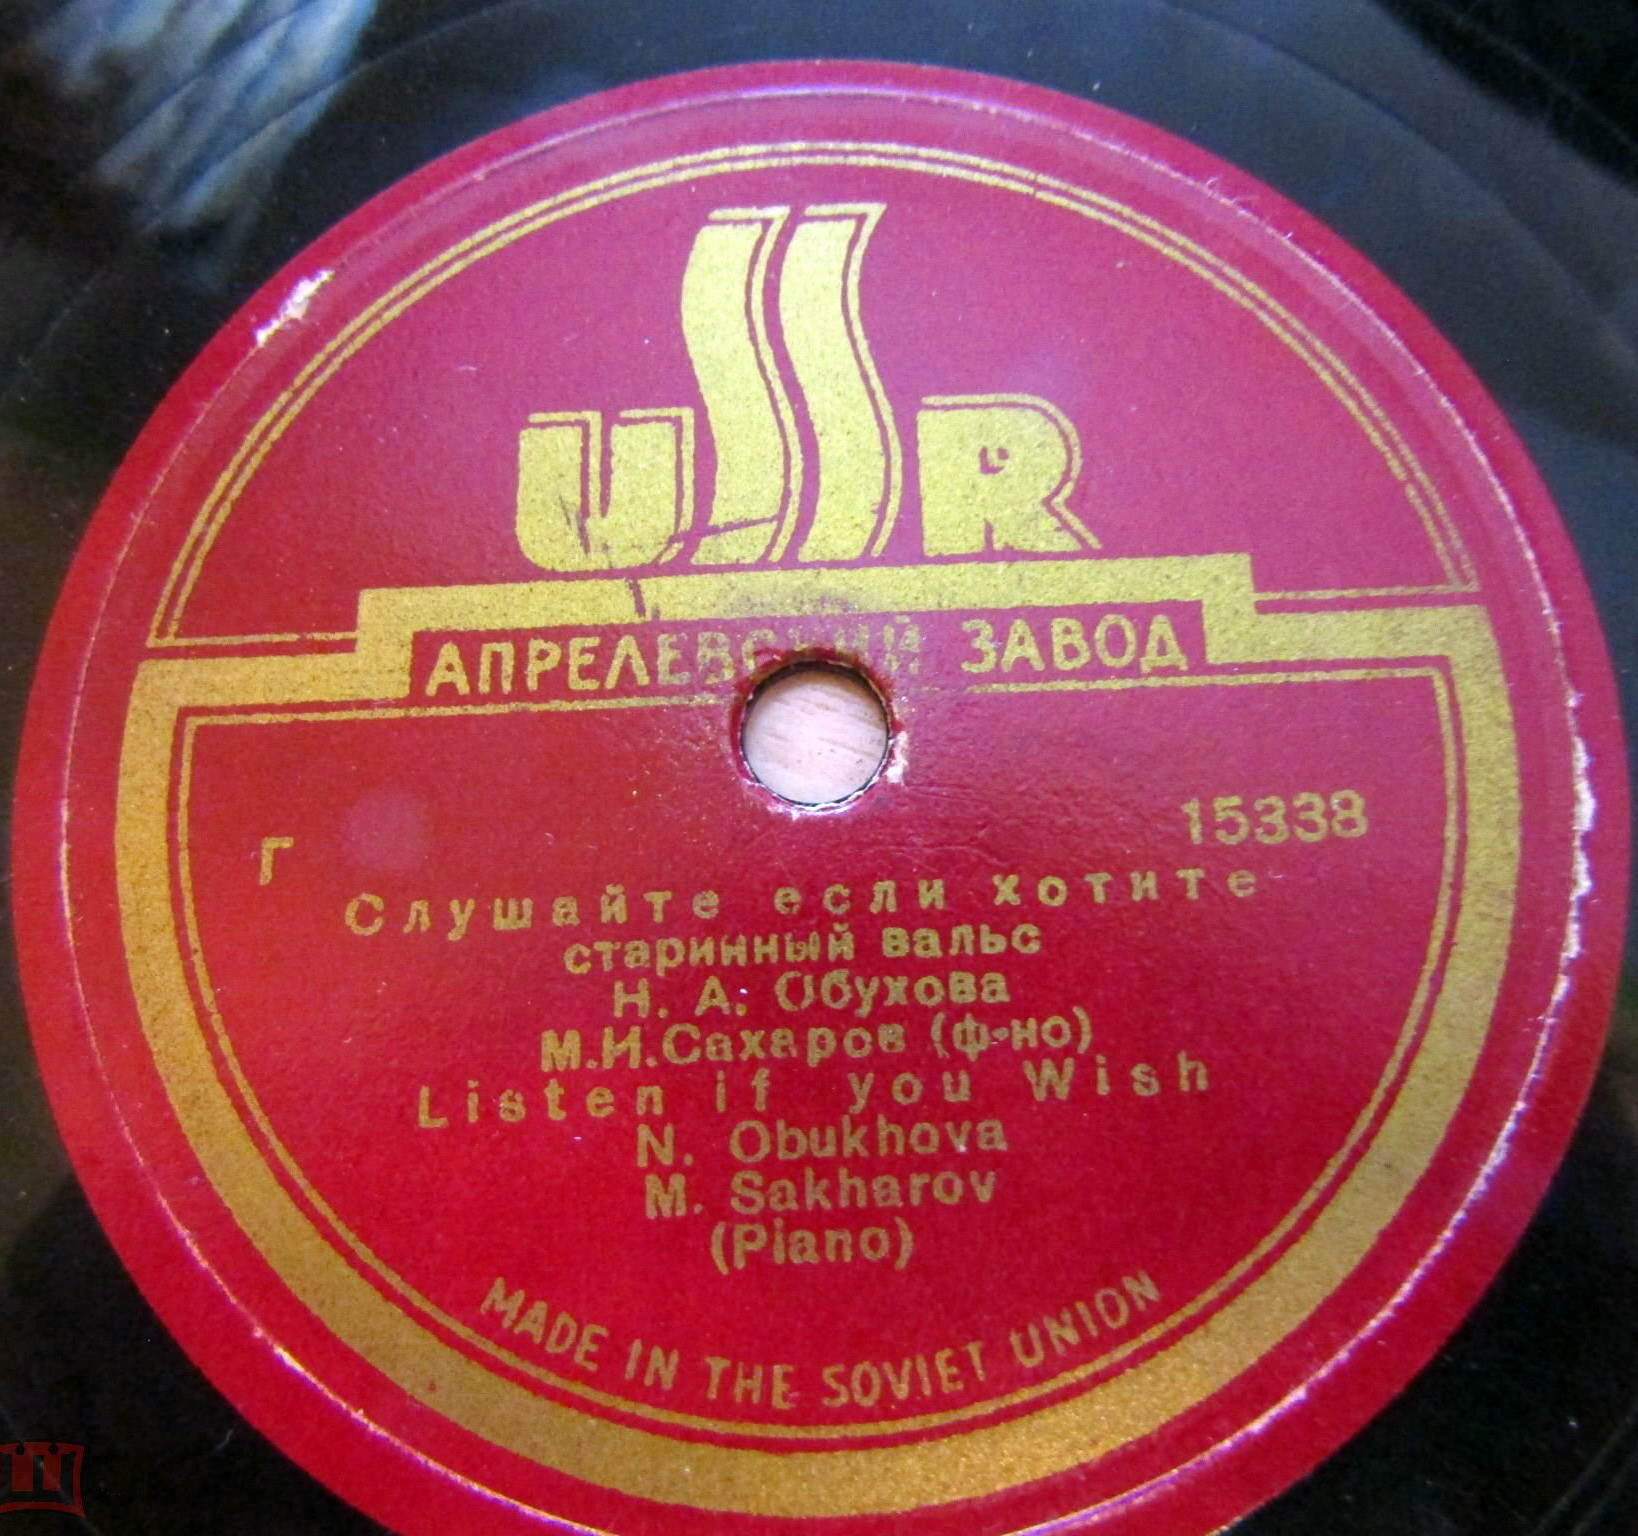 USSR
АПРЕЛЕВСКИЙ ЗАВОД
Г 15338
Слушайте если хотите
старинный вальс
Н. А. Обухова
М.И.Сахаров (ф-но)
Listen if you Wish
N. Obukhova
M. Sakharov
(Piano)
MADE IN THE SOVIET UNION